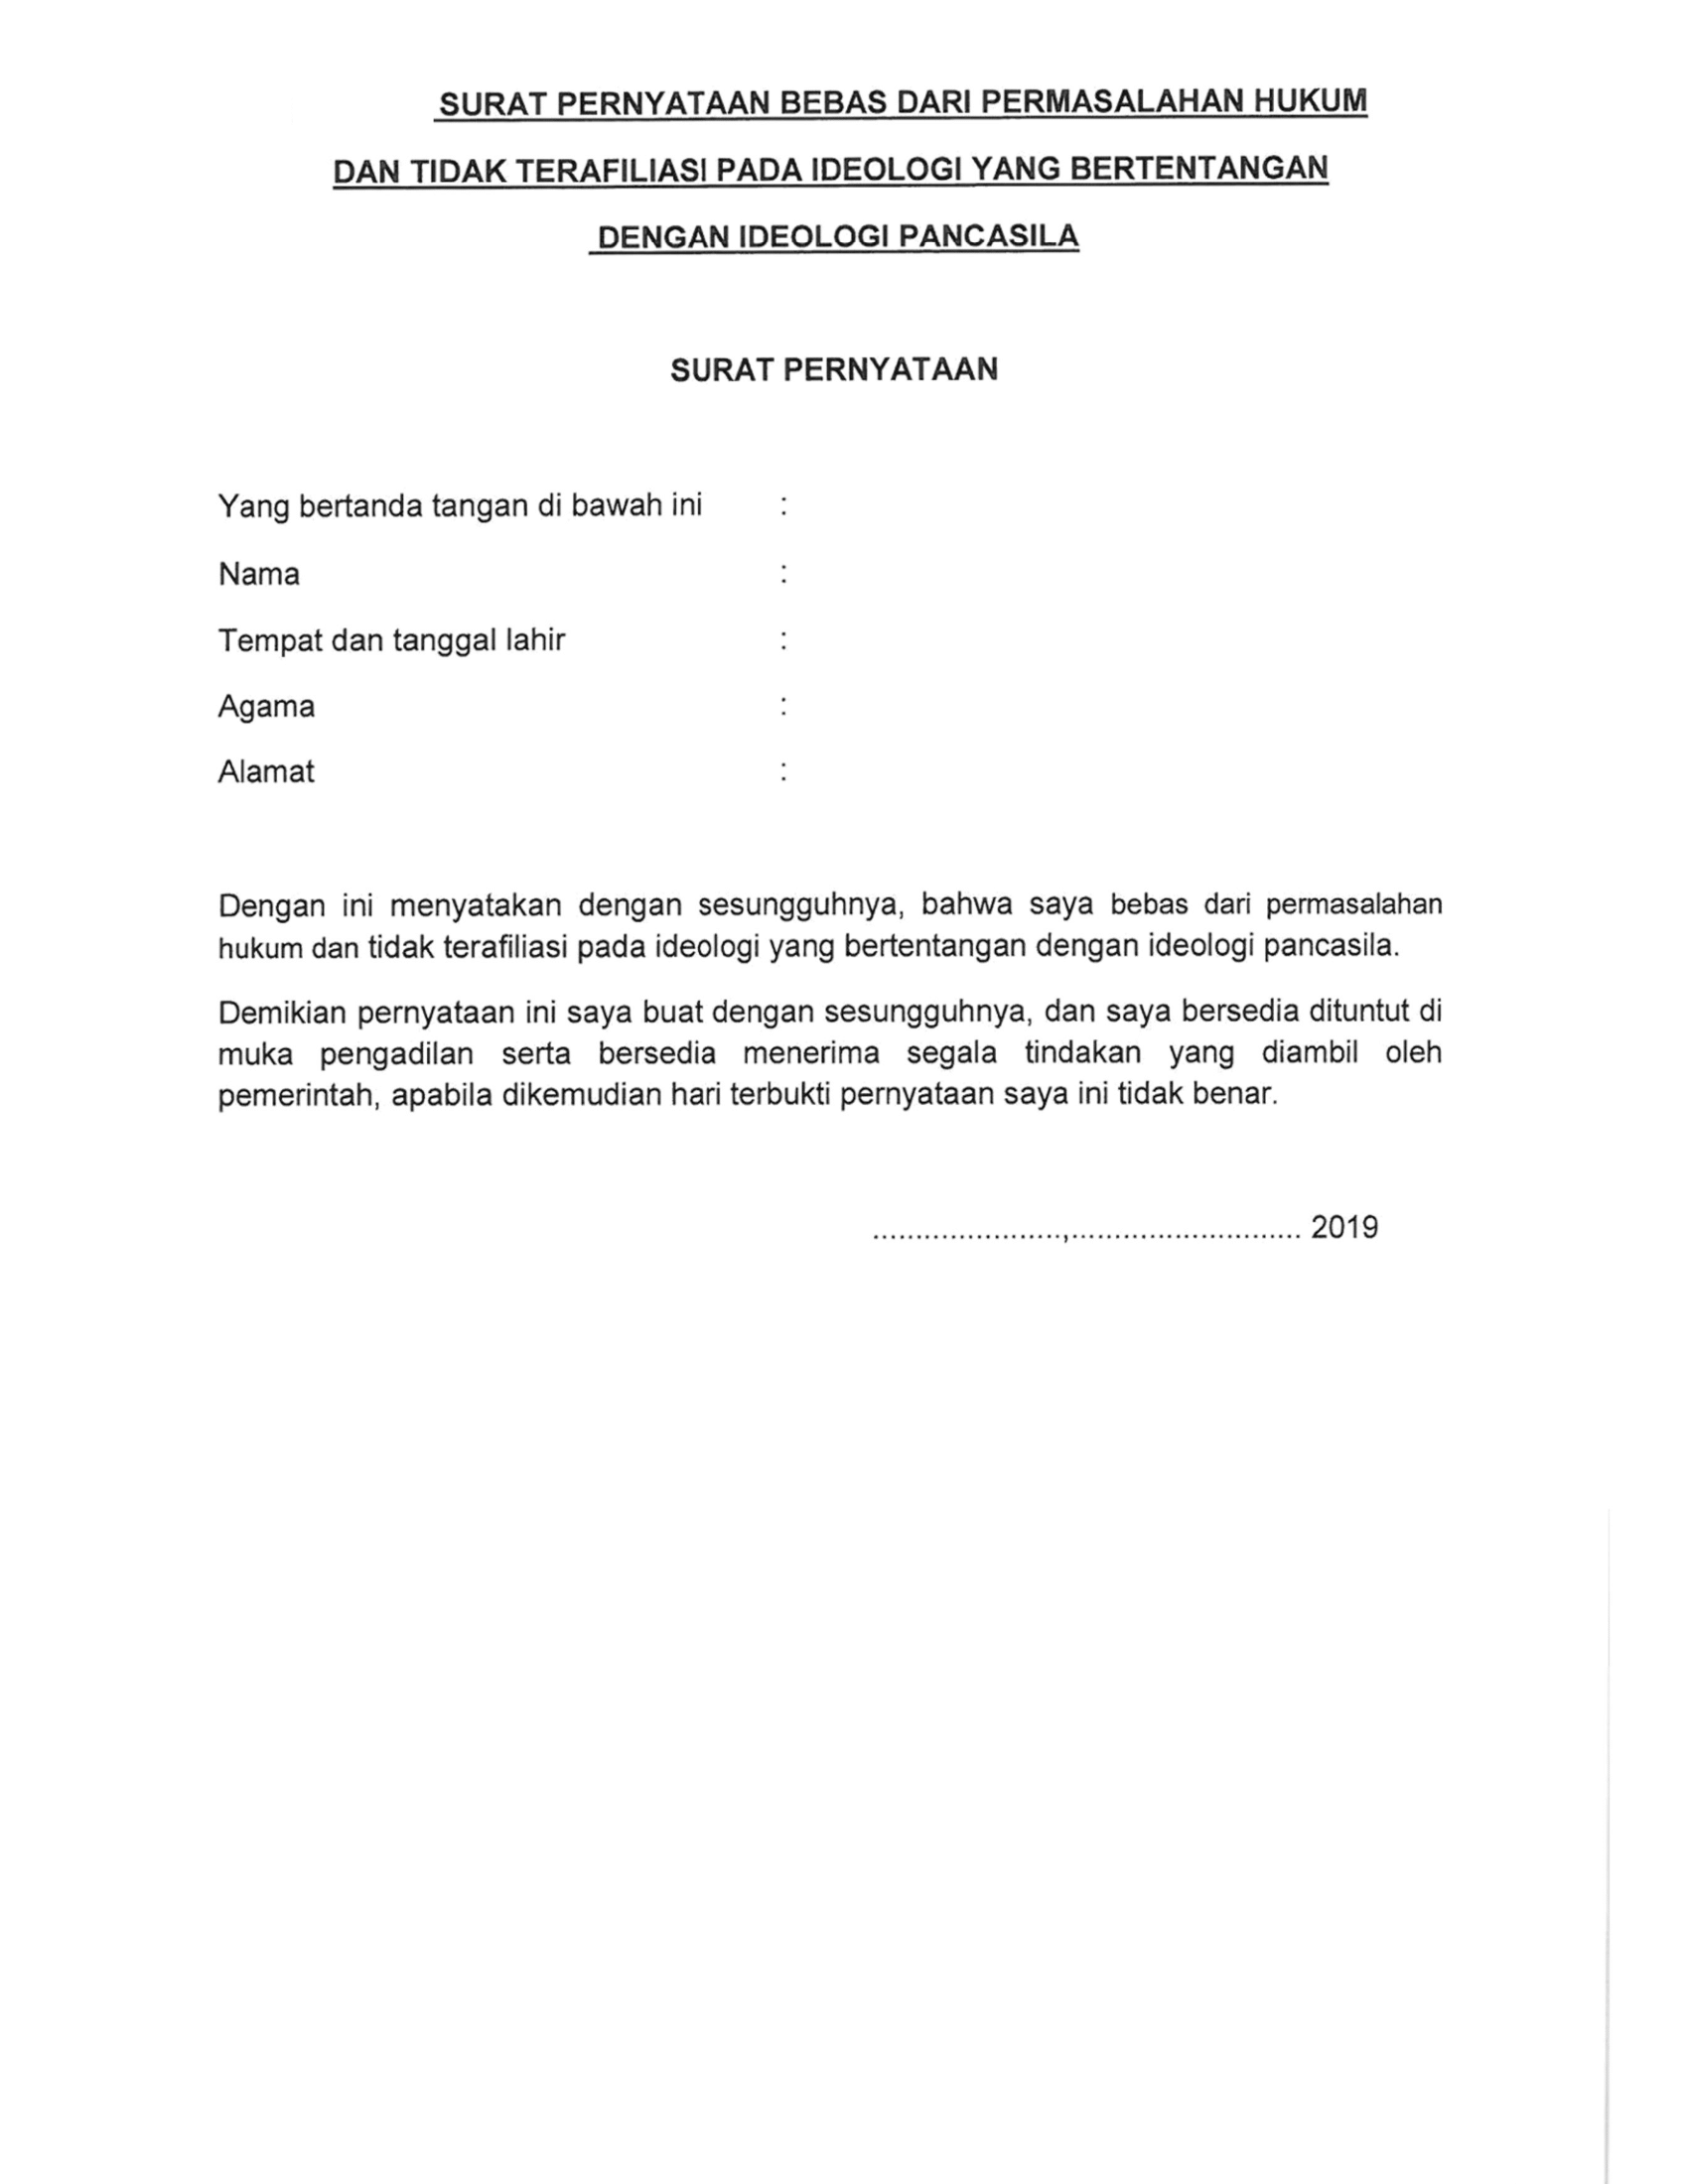 SURAT PERNYATAAN BEBAS DARI PERMASALAHAN HUKUM
DAN TIDAK TERAFILIASI PADA IDEOLOGI YANG BERTENTANGAN
DENGAN IDEOLOGI PANCASILA
SURAT PERNYATAAN
Yang bertanda tangan di bawah ini :
Nama :
Tempat dan tanggal lahir :
Agama :
Alamat :
Dengan ini menyatakan dengan sesungguhnya, bahwa saya bebas dari permasalahan
hukum dan tidak terafiliasi pada ideologi yang bertentangan dengan ideologi pancasila.
Demikian pernyataan ini saya buat dengan sesungguhnya, dan saya bersedia dituntut di
muka pengadilan serta bersedia menerima segala tindakan yang diambil oleh
pemerintah, apabila dikemudian hari terbukti pernyataan saya ini tidak benar.
......................,........................... 2019